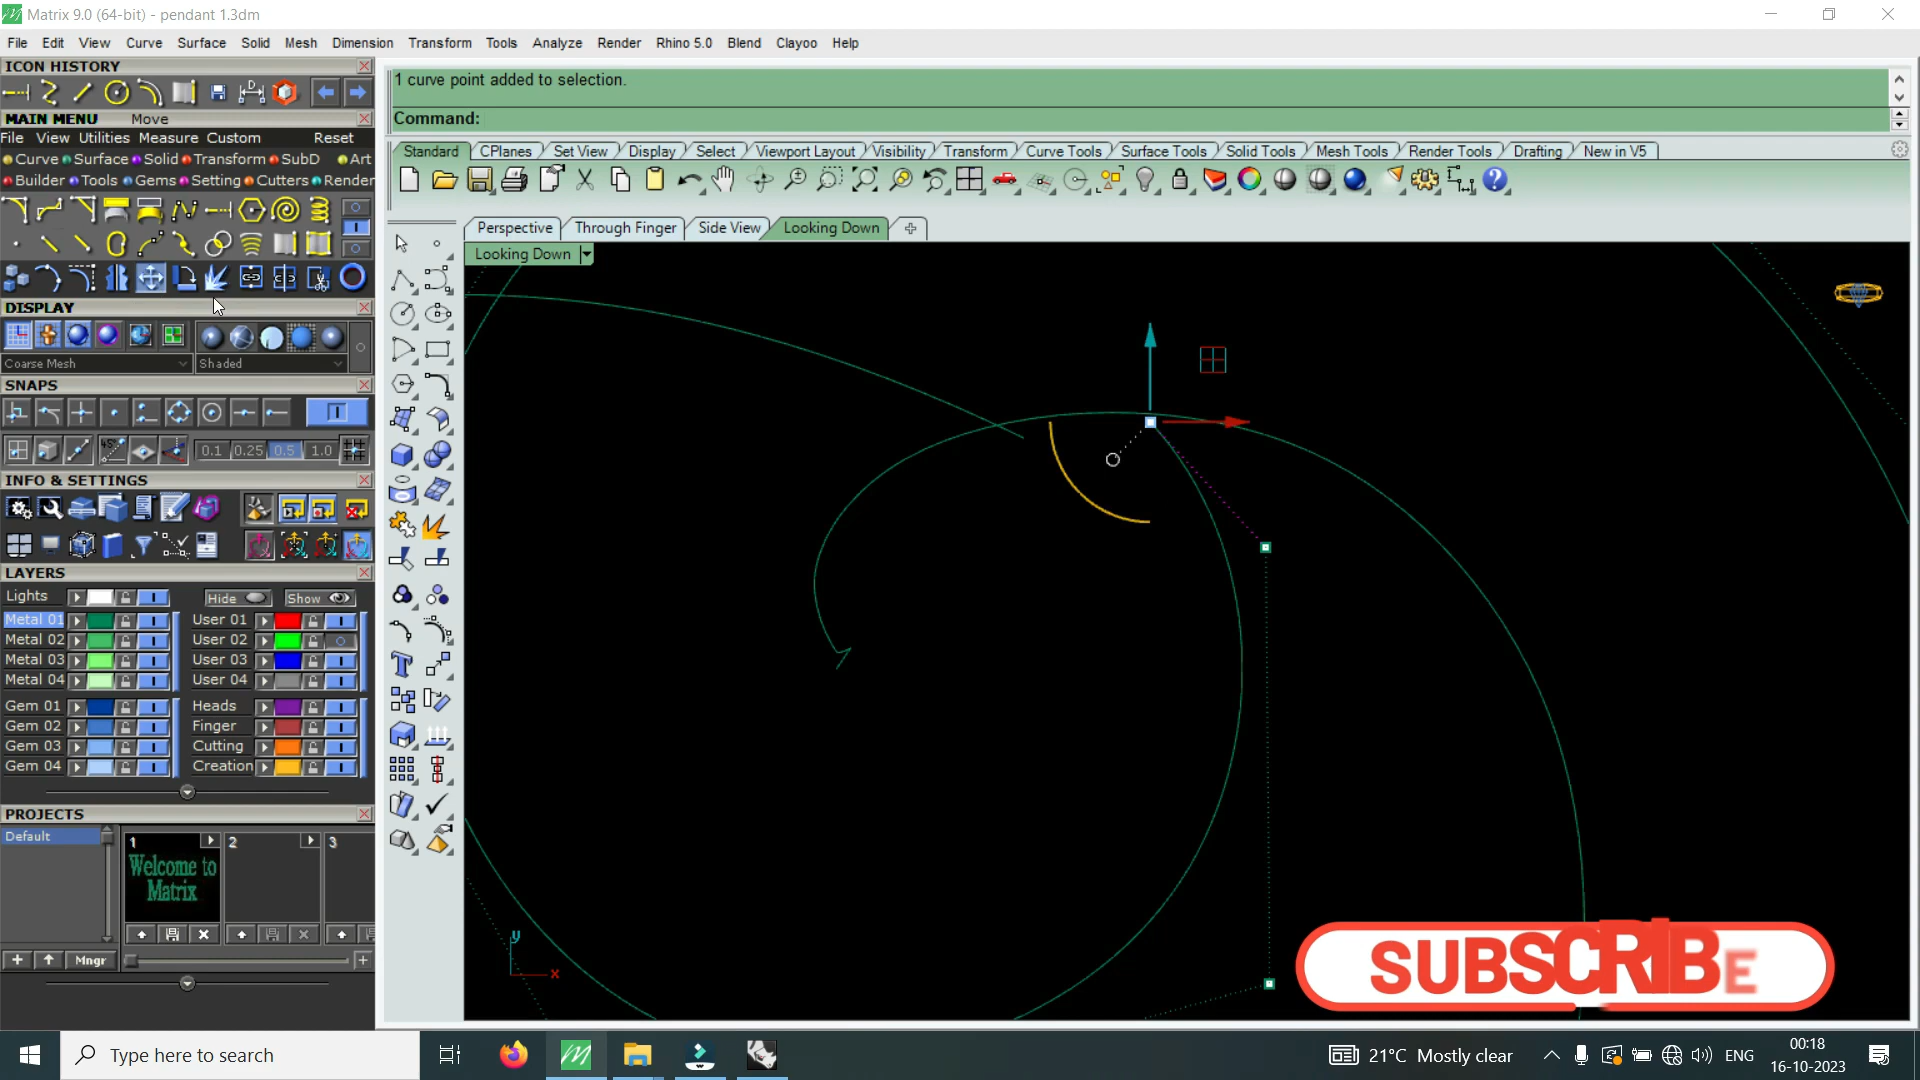 Matrix 9.0 (64-bit) - pendant 1.3dm
File Edit View Curve Surface Solid Mesh Dimension Transform Tools Analyze Render Rhino 5.0 Blend Clayoo Help
ICON HISTORY
MAIN MENU Move
File View Utilities Measure Custom Reset
Curve Surface Solid Transform SubD Art
Builder Tools Gems Setting Cutters Render
DISPLAY
Coarse Mesh Shaded
SNAPS
0.1 0.25 0.5 1.0
INFO & SETTINGS
LAYERS
Lights Hide Show
Metal 01 User 01
Metal 02 User 02
Metal 03 User 03
Metal 04 User 04
Gem 01 Heads
Gem 02 Finger
Gem 03 Cutting
Gem 04 Creation
PROJECTS
Default
1 2 3
Welcome to
Matrix
Mngr
1 curve point added to selection.
Command:
Standard CPlanes Set View Display Select Viewport Layout Visibility Transform Curve Tools Surface Tools Solid Tools Mesh Tools Render Tools Drafting New in V5
Perspective Through Finger Side View Looking Down
Looking Down
y
x
SUBSCRIBE
Type here to search
21°C Mostly clear
ENG
00:18
16-10-2023